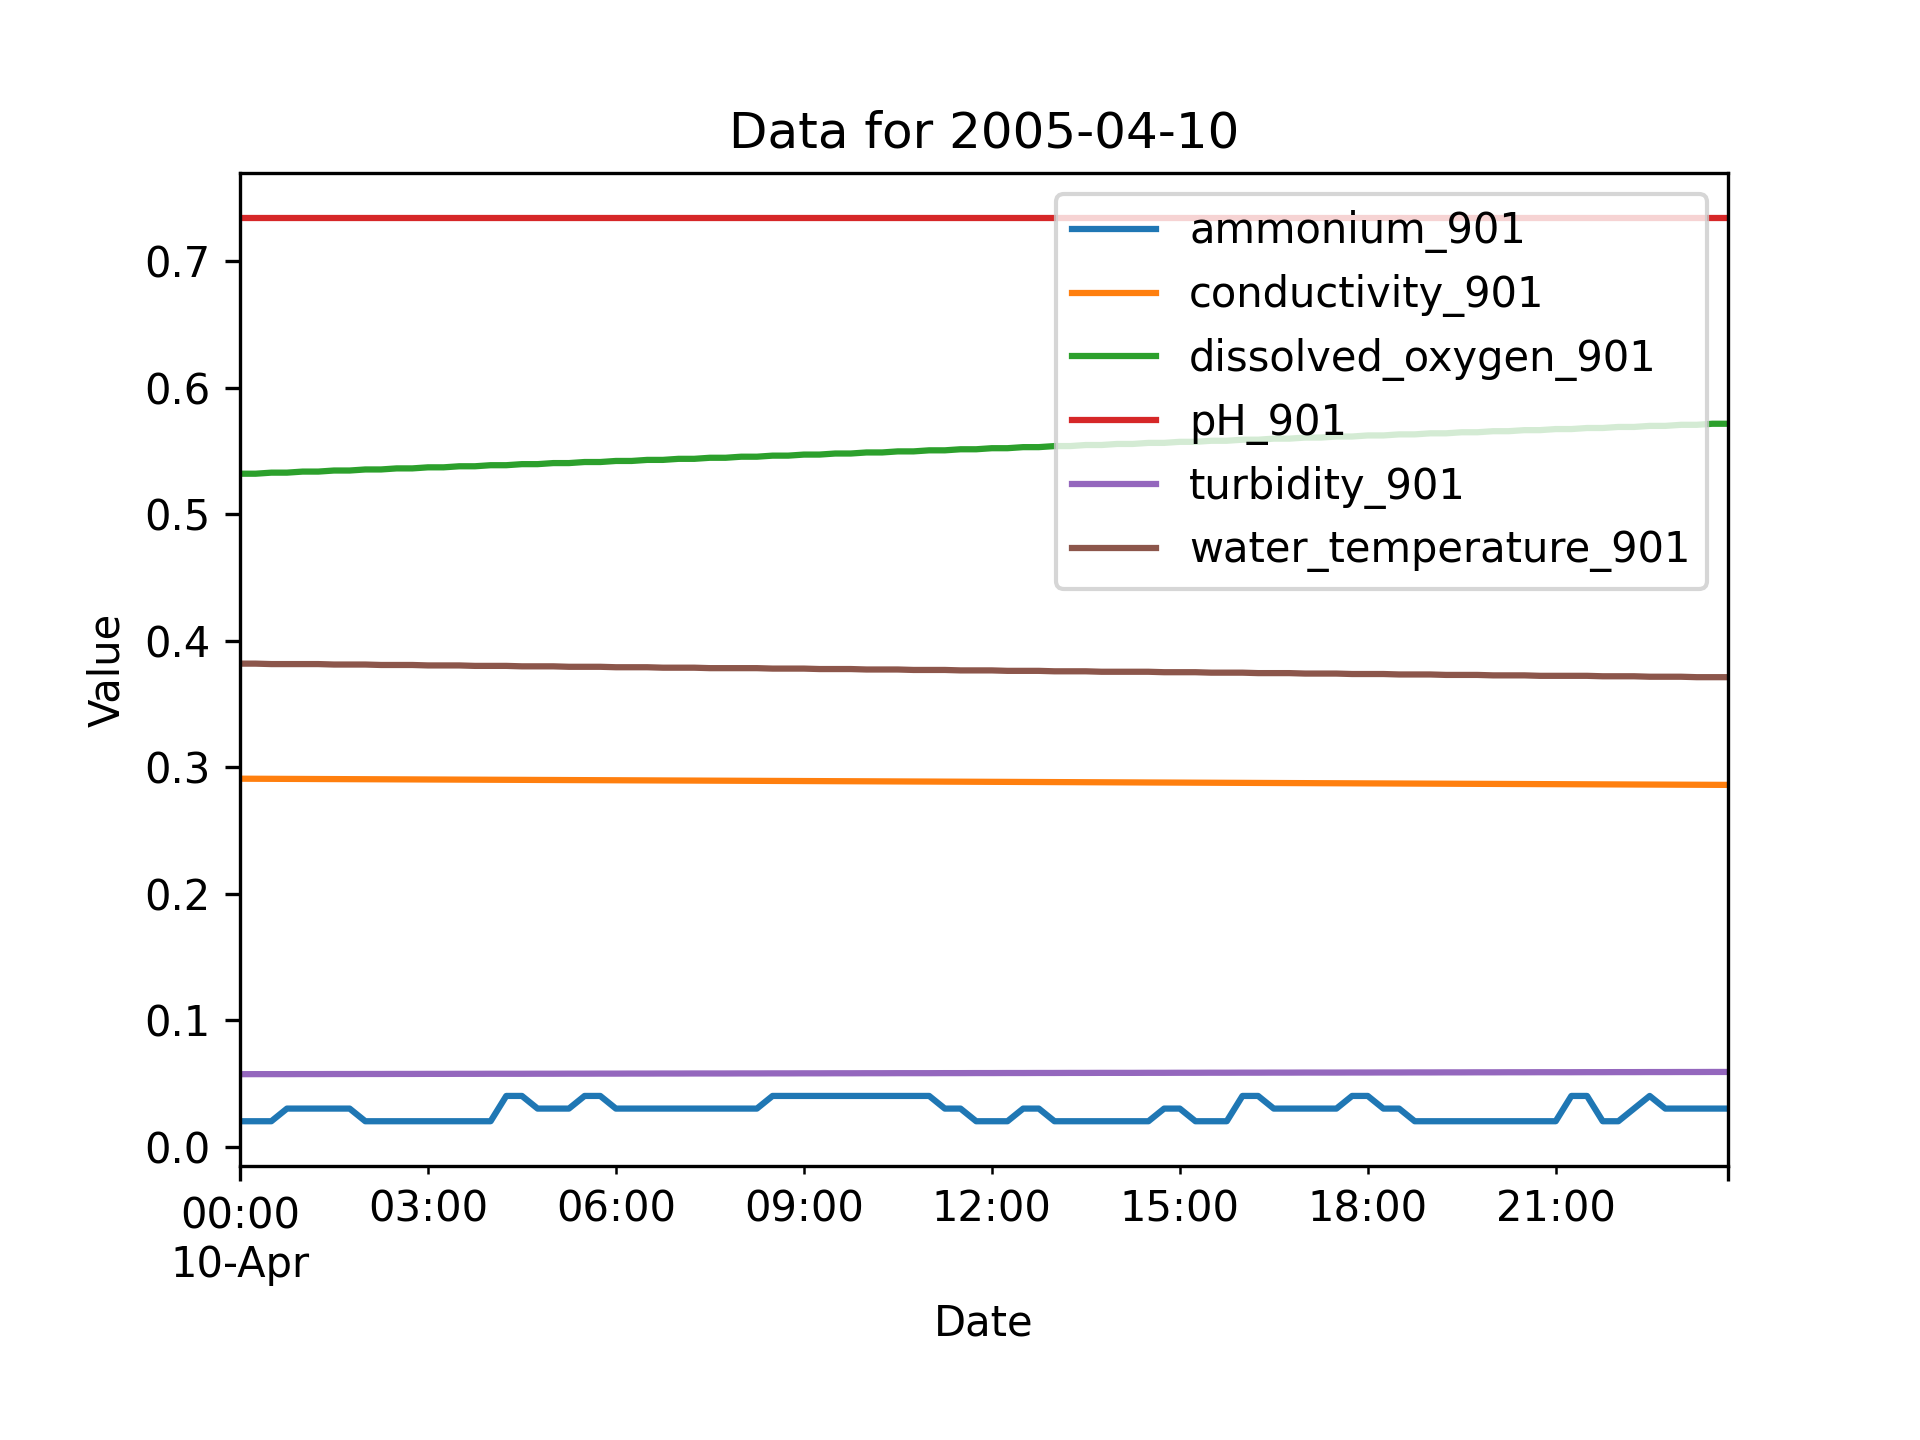 Data for 2005-04-10
ammonium_901
conductivity_901
dissolved_oxygen_901
pH_901
turbidity_901
water_temperature_901
Value
0.7
0.6
0.5
0.4
0.3
0.2
0.1
0.0
00:00 03:00 06:00 09:00 12:00 15:00 18:00 21:00
10-Apr
Date